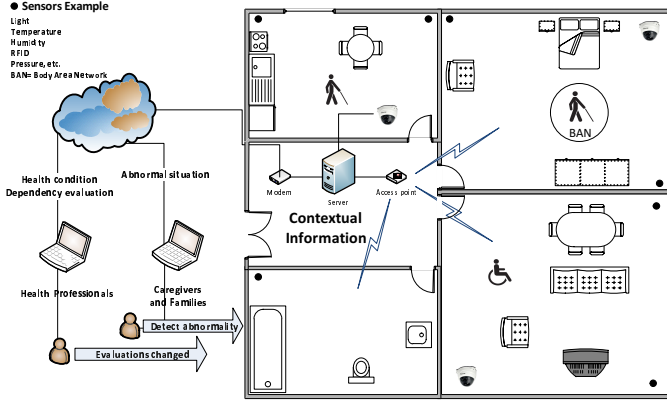 Sensors Example
Light
Temperature
Humidity
RFID
Pressure, etc.
BAN= Body Area Network
Health condition
Dependency evaluation
Abnormal situation
Health Professionals
Caregivers
and Families
Detect abnormality
Evaluations changed
Modem
Server
Access point
Contextual
Information
BAN